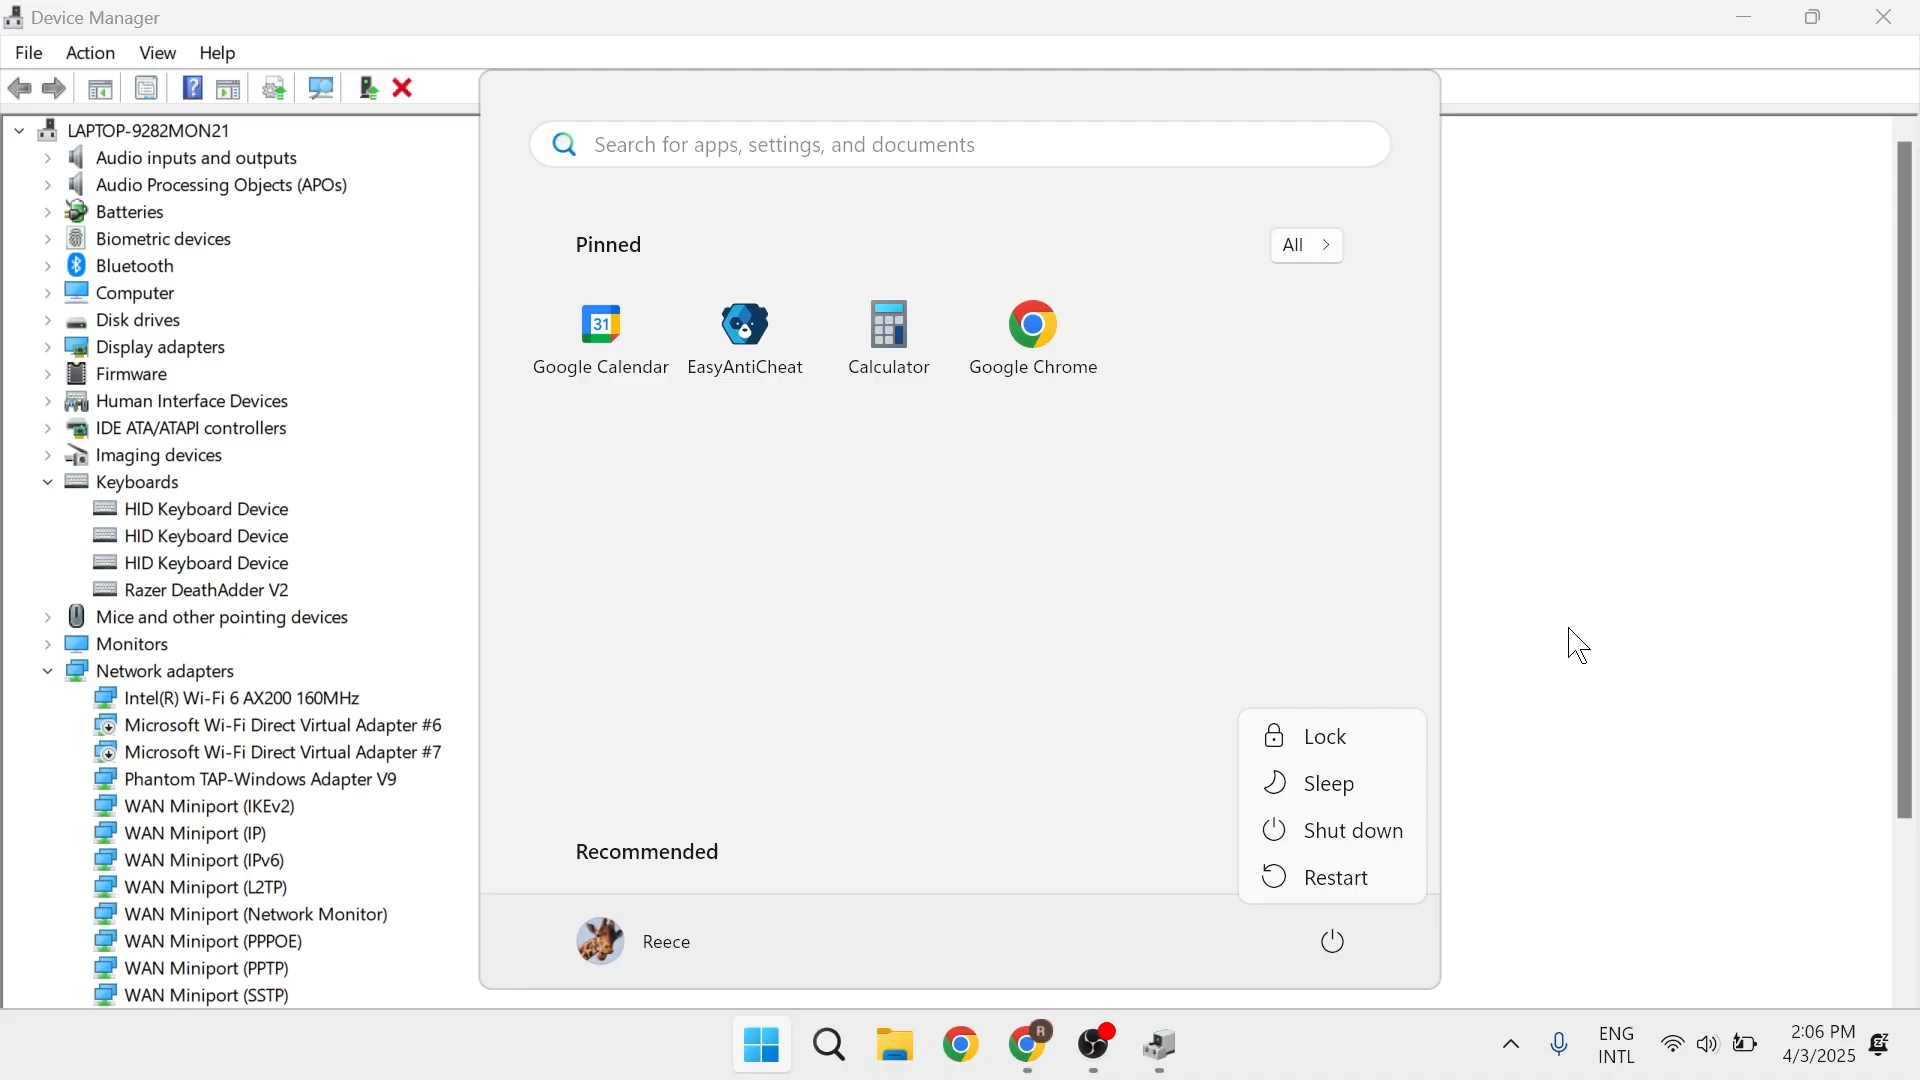 Device Manager
File Action View Help
LAPTOP-9282MON21
Audio inputs and outputs
Audio Processing Objects (APOs)
Batteries
Biometric devices
Bluetooth
Computer
Disk drives
Display adapters
Firmware
Human Interface Devices
IDE ATA/ATAPI controllers
Imaging devices
Keyboards
HID Keyboard Device
HID Keyboard Device
HID Keyboard Device
Razer DeathAdder V2
Mice and other pointing devices
Monitors
Network adapters
Intel(R) Wi-Fi 6 AX200 160MHz
Microsoft Wi-Fi Direct Virtual Adapter #6
Microsoft Wi-Fi Direct Virtual Adapter #7
Phantom TAP-Windows Adapter V9
WAN Miniport (IKEv2)
WAN Miniport (IP)
WAN Miniport (IPv6)
WAN Miniport (L2TP)
WAN Miniport (Network Monitor)
WAN Miniport (PPPOE)
WAN Miniport (PPTP)
WAN Miniport (SSTP)
Search for apps, settings, and documents
Pinned
All
31
Google Calendar EasyAntiCheat Calculator Google Chrome
Recommended
Lock
Sleep
Shut down
Restart
Reece
R
ENG
INTL
2:06 PM
4/3/2025